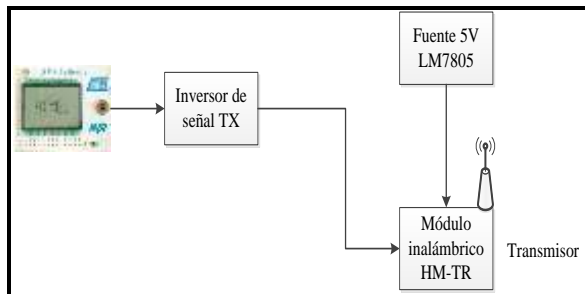 Fuente 5V
LM7805
Inversor de
señal TX
Módulo
inalámbrico
HM-TR
Transmisor